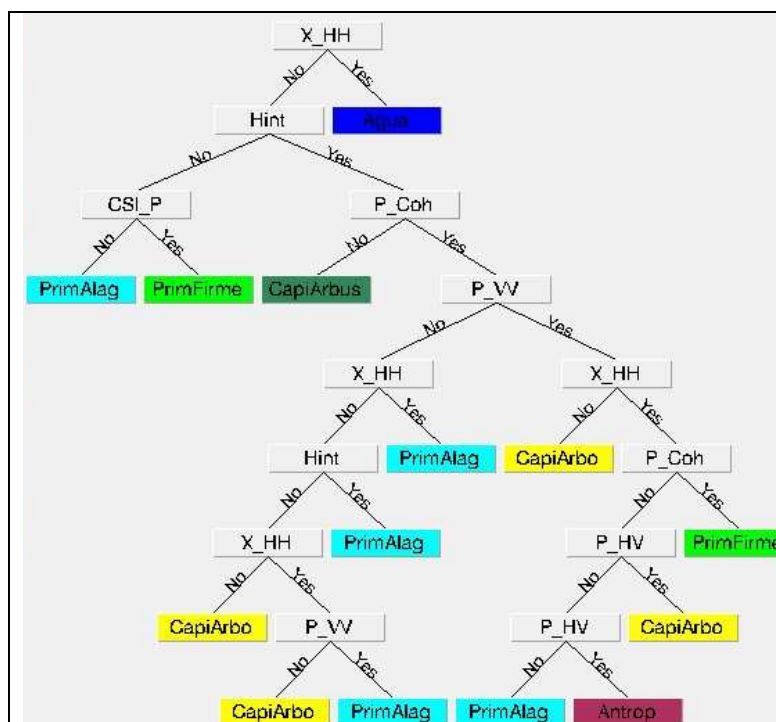 X_HH
No Yes
Hint Agua
No Yes
CSI_P P_Coh
No Yes No Yes
PrimAlag PrimFirme CapiArbus P_VV
No Yes
X_HH X_HH
No Yes No Yes
Hint PrimAlag CapiArbo P_Coh
No Yes No Yes
X_HH PrimAlag P_HV PrimFirme
No Yes No Yes
CapiArbo P_VV P_HV CapiArbo
No Yes No Yes
CapiArbo PrimAlag PrimAlag Antrop